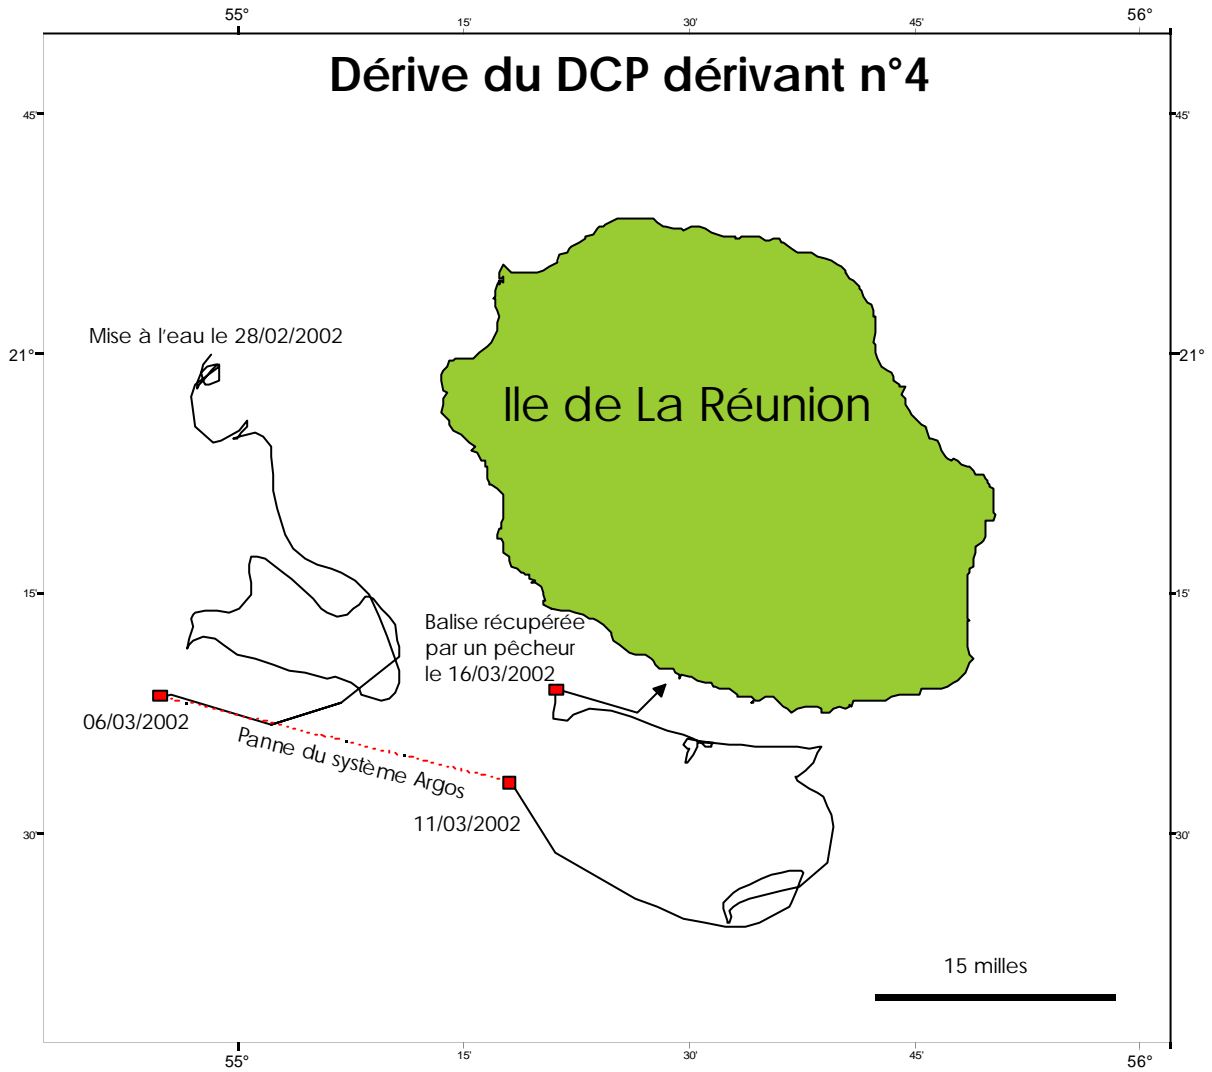 55°
15'
30'
45'
56°
Dérive du DCP dérivant n°4
45'
45'
Mise à l'eau le 28/02/2002
21°
21°
Ile de La Réunion
15'
15'
Balise récupérée
par un pêcheur
le 16/03/2002
06/03/2002
Panne du système Argos
11/03/2002
30'
30'
15 milles
55°
15'
30'
45'
56°